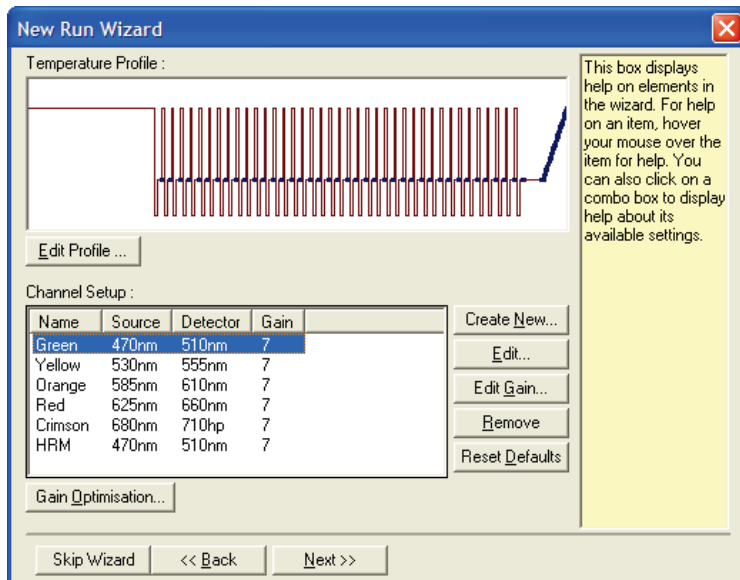 New Run Wizard
Temperature Profile :
Edit Profile ...
Channel Setup :
Name Source Detector Gain
Green 470nm 510nm 7
Yellow 530nm 555nm 7
Orange 585nm 610nm 7
Red 625nm 660nm 7
Crimson 680nm 710hp 7
HRM 470nm 510nm 7
Create New...
Edit...
Edit Gain...
Remove
Reset Defaults
Gain Optimisation...
This box displays
help on elements in
the wizard. For help
on an item, hover
your mouse over the
item for help. You
can also click on a
combo box to display
help about its
available settings.
Skip Wizard
<< Back
Next >>